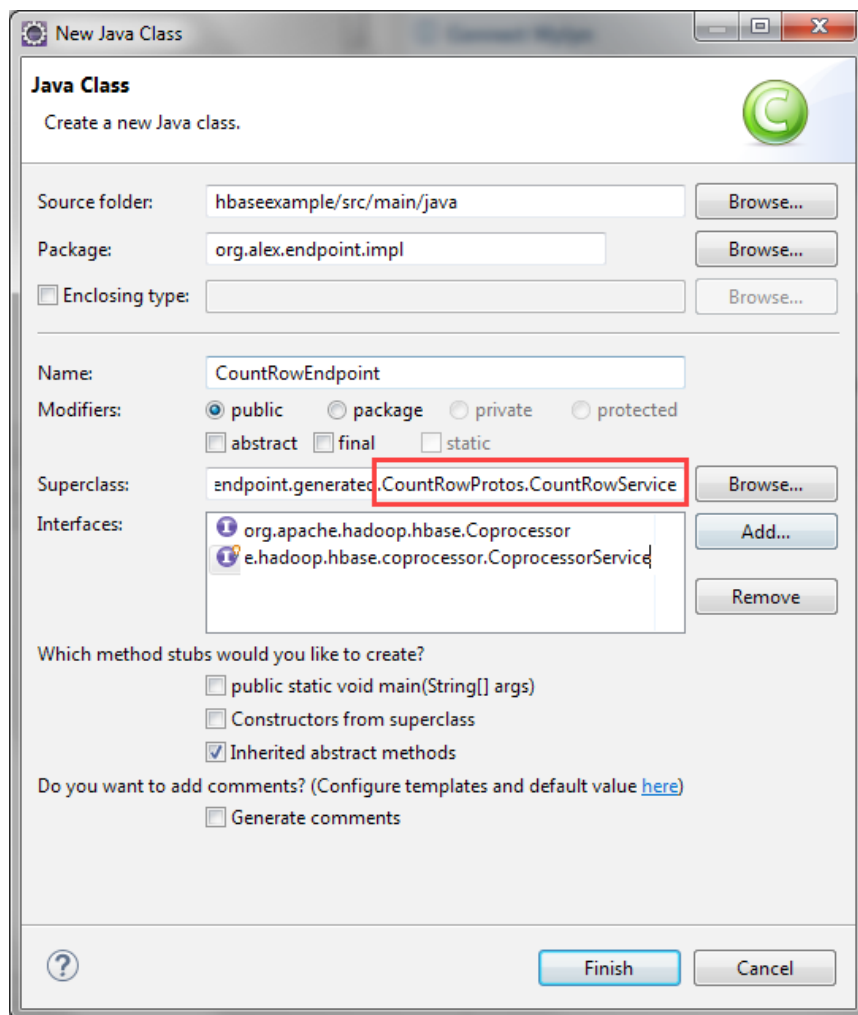 New Java Class
Java Class
Create a new Java class.
Source folder: hbaseexample/src/main/java Browse...
Package: org.alex.endpoint.impl Browse...
Enclosing type: Browse...
Name: CountRowEndpoint
Modifiers: public package private protected
abstract final static
Superclass: endpoint.generated.CountRowProtos.CountRowService Browse...
Interfaces: org.apache.hadoop.hbase.Coprocessor Add...
e.hadoop.hbase.coprocessor.CoprocessorService
Remove
Which method stubs would you like to create?
public static void main(String[] args)
Constructors from superclass
Inherited abstract methods
Do you want to add comments? (Configure templates and default value here)
Generate comments
Finish Cancel